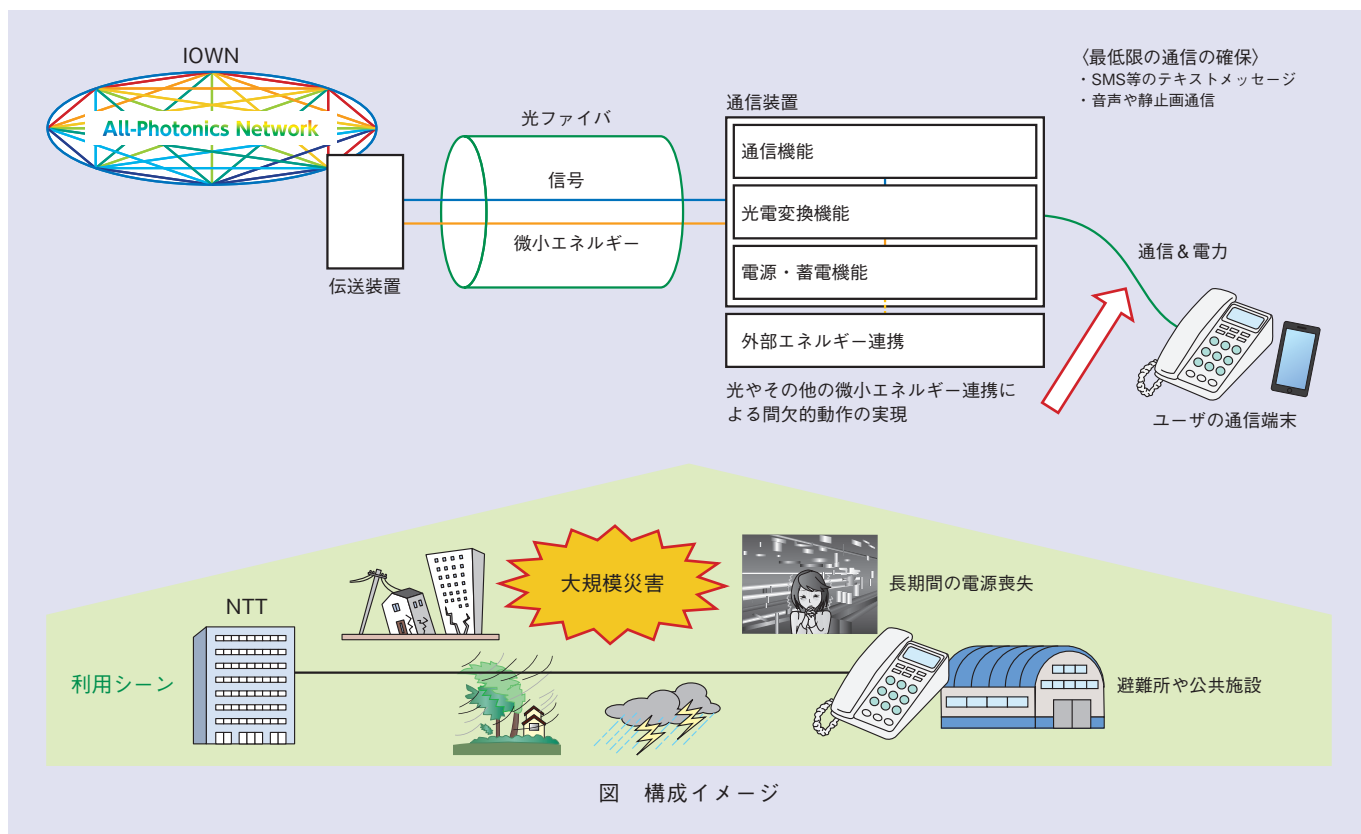 IOWN
All-Photonics Network
伝送装置
光ファイバ
信号
微小エネルギー
通信装置
通信機能
光電変換機能
電源・蓄電機能
外部エネルギー連携
光やその他の微小エネルギー連携に
よる間欠的動作の実現
〈最低限の通信の確保〉
・SMS等のテキストメッセージ
・音声や静止画通信
通信&電力
ユーザの通信端末
大規模災害
長期間の電源喪失
NTT
利用シーン
避難所や公共施設
図 構成イメージ